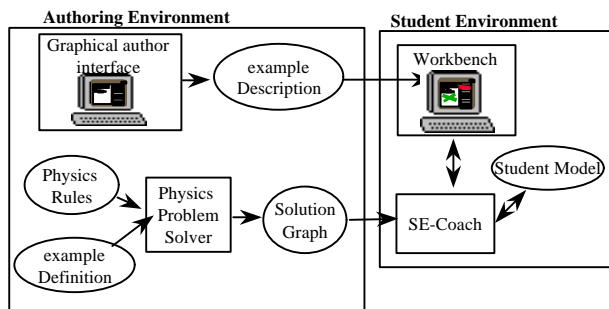 Authoring Environment
Student Environment
Graphical author
interface
example
Description
Workbench
Physics
Rules
Physics
Problem
Solver
Solution
Graph
example
Definition
SE-Coach
Student Model